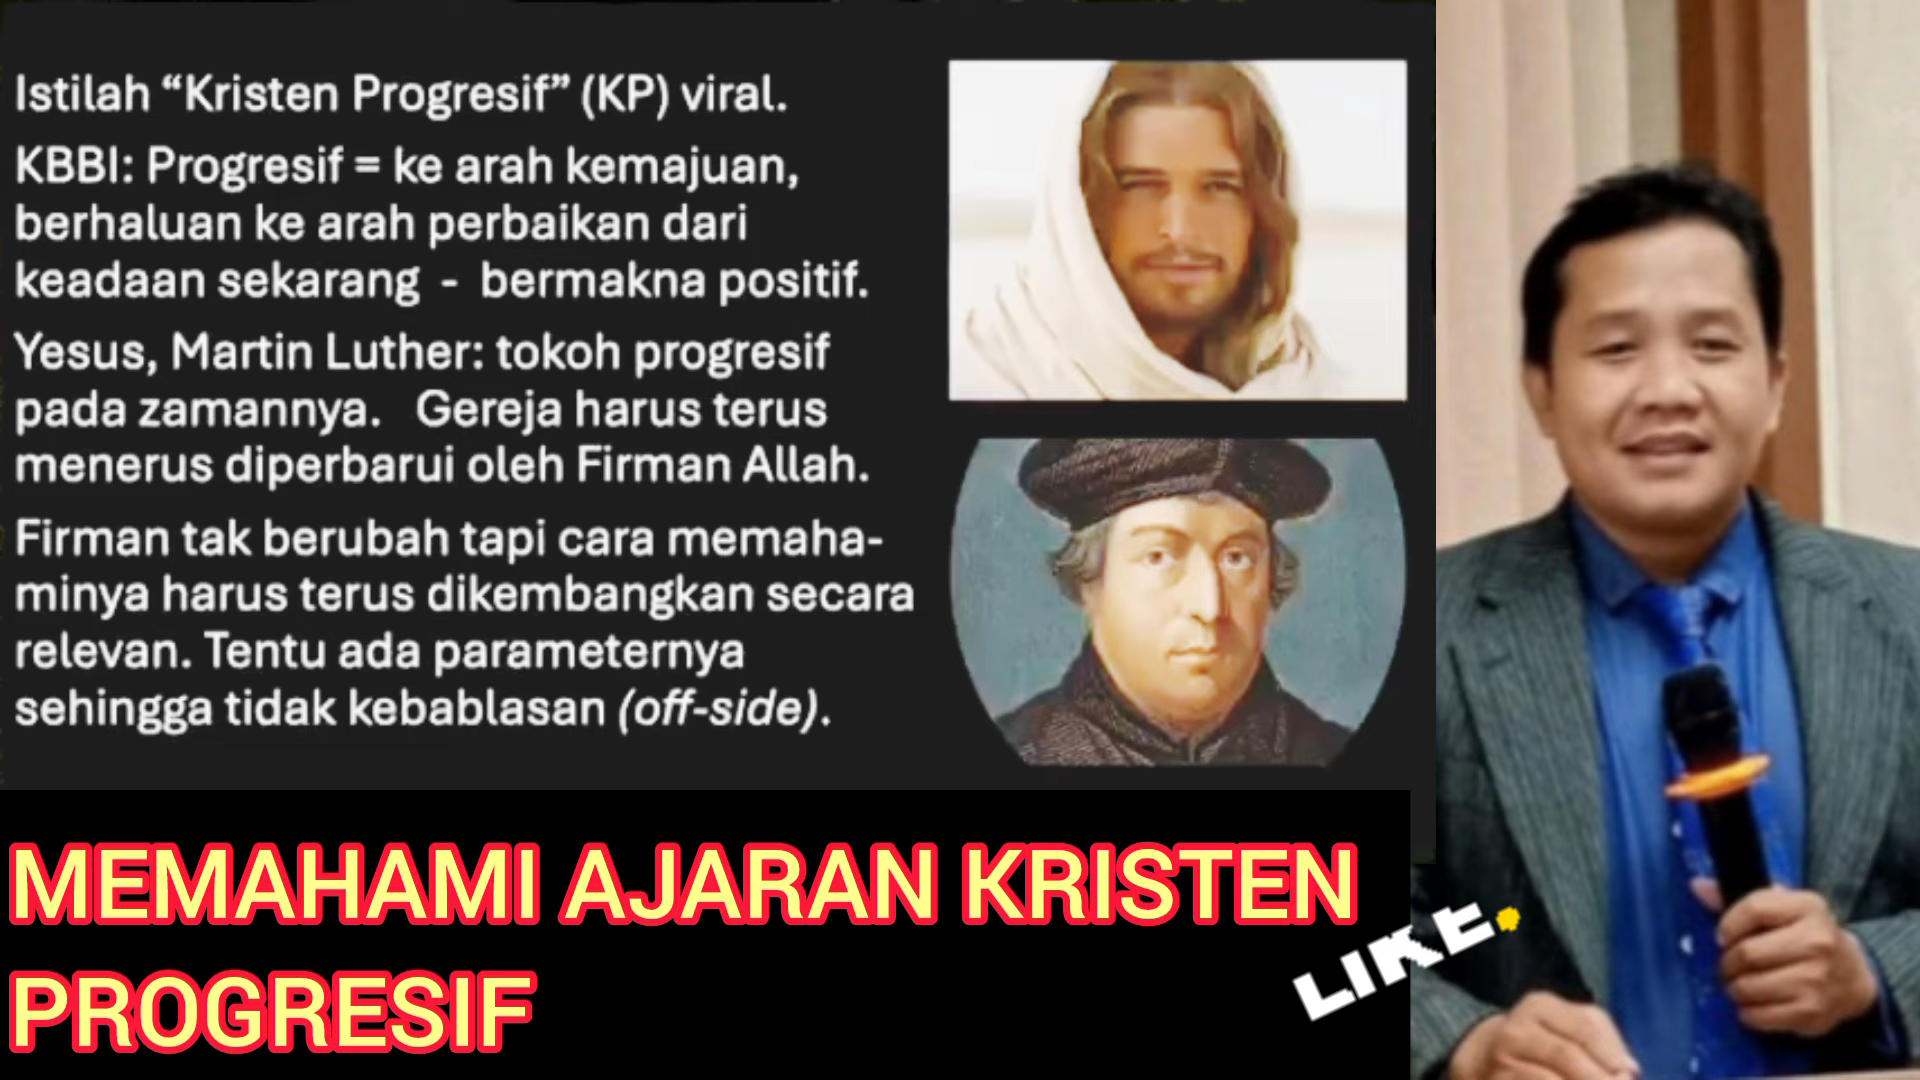 Istilah “Kristen Progresif” (KP) viral.
KBBI: Progresif = ke arah kemajuan,
berhaluan ke arah perbaikan dari
keadaan sekarang - bermakna positif.
Yesus, Martin Luther: tokoh progresif
pada zamannya. Gereja harus terus
menerus diperbarui oleh Firman Allah.
Firman tak berubah tapi cara memaha-
minya harus terus dikembangkan secara
relevan. Tentu ada parameternya
sehingga tidak kebablasan (off-side).
MEMAHAMI AJARAN KRISTEN
PROGRESIF
LIKE.